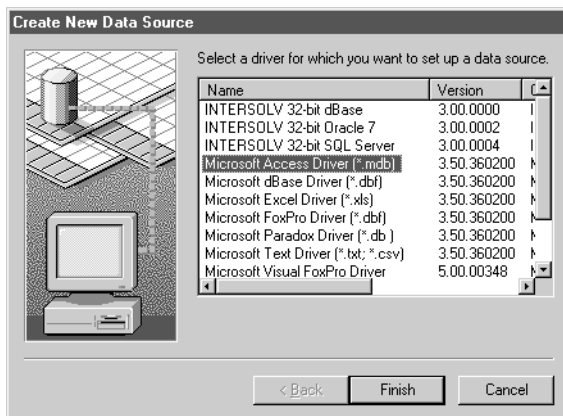 Create New Data Source
Select a driver for which you want to set up a data source.
Name Version
INTERSOLV 32-bit dBase 3.00.0000
INTERSOLV 32-bit Oracle 7 3.00.0002
INTERSOLV 32-bit SQL Server 3.00.0004
Microsoft Access Driver (*.mdb) 3.50.360200
Microsoft dBase Driver (*.dbf) 3.50.360200
Microsoft Excel Driver (*.xls) 3.50.360200
Microsoft FoxPro Driver (*.dbf) 3.50.360200
Microsoft Paradox Driver (*.db ) 3.50.360200
Microsoft Text Driver (*.txt; *.csv) 3.50.360200
Microsoft Visual FoxPro Driver 5.00.00348
< Back Finish Cancel